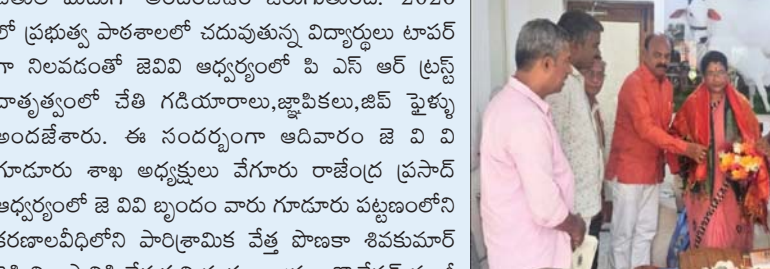 లో ప్రభుత్వ పాఠశాలలో చదువుతున్న విద్యార్థులు టాపర్
గా నిలవడంతో జెవివి ఆధ్వర్యంలో పి ఎస్ ఆర్ ట్రస్ట్
దాతృత్వంలో చేతి గడియారాలు,జ్ఞాపికలు,జిప్ ఫైళ్ళు
అందజేశారు. ఈ సందర్భంగా ఆదివారం జె వి వి
గూడూరు శాఖ అధ్యక్షులు వేగూరు రాజేంద్ర ప్రసాద్
ఆధ్వర్యంలో జె వివి బృందం వారు గూడూరు పట్టణంలోని
కరణాలవీధిలోని పారిశ్రామిక వేత్త పొణకా శివకుమార్